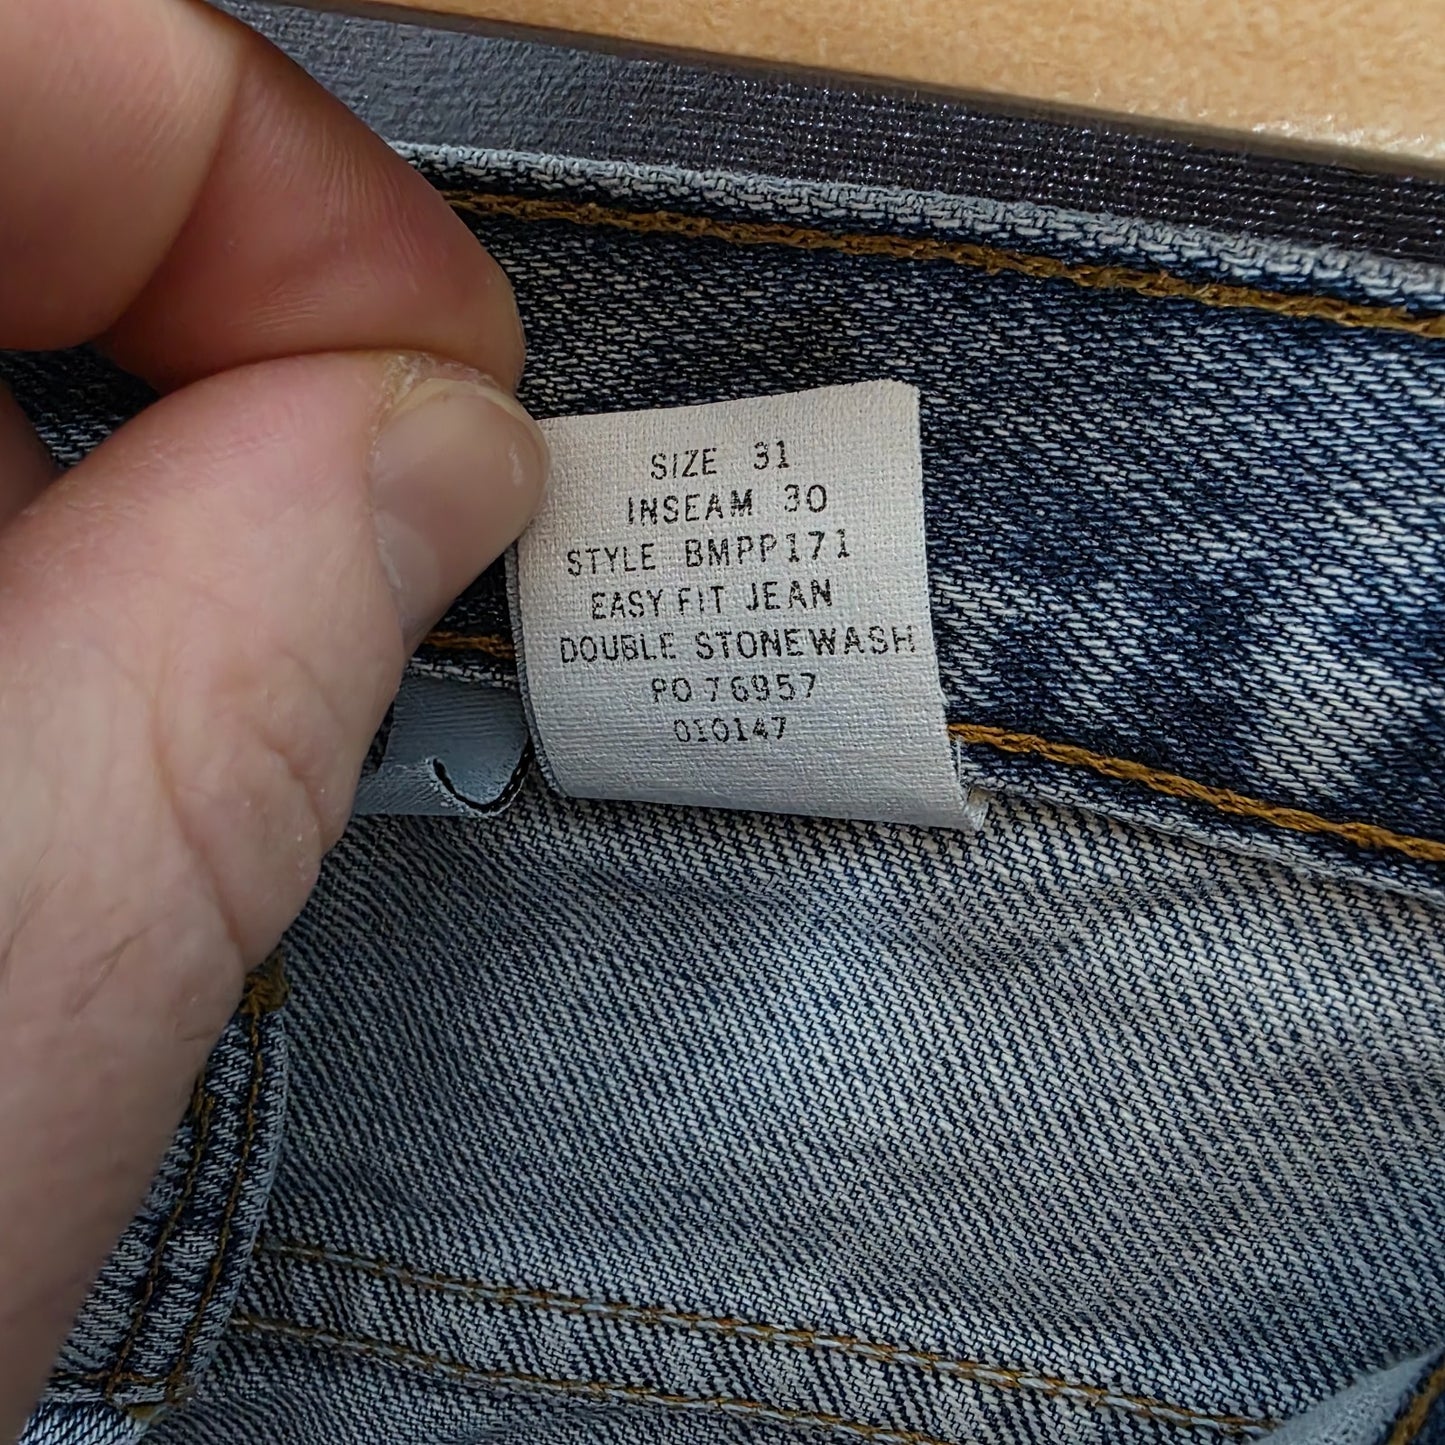 SIZE 31
INSEAM 30
STYLE BMPP171
EASY FIT JEAN
DOUBLE STONEWASH
PO 76957
010147